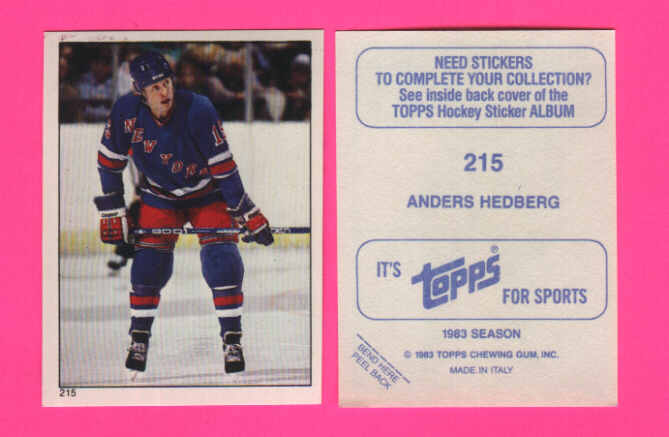 NEW YORK
15
9001
215
NEED STICKERS
TO COMPLETE YOUR COLLECTION?
See inside back cover of the
TOPPS Hockey Sticker ALBUM
215
ANDERS HEDBERG
IT'S topps® FOR SPORTS
1983 SEASON
© 1983 TOPPS CHEWING GUM, INC.
MADE IN ITALY
BEND HERE
PEEL BACK